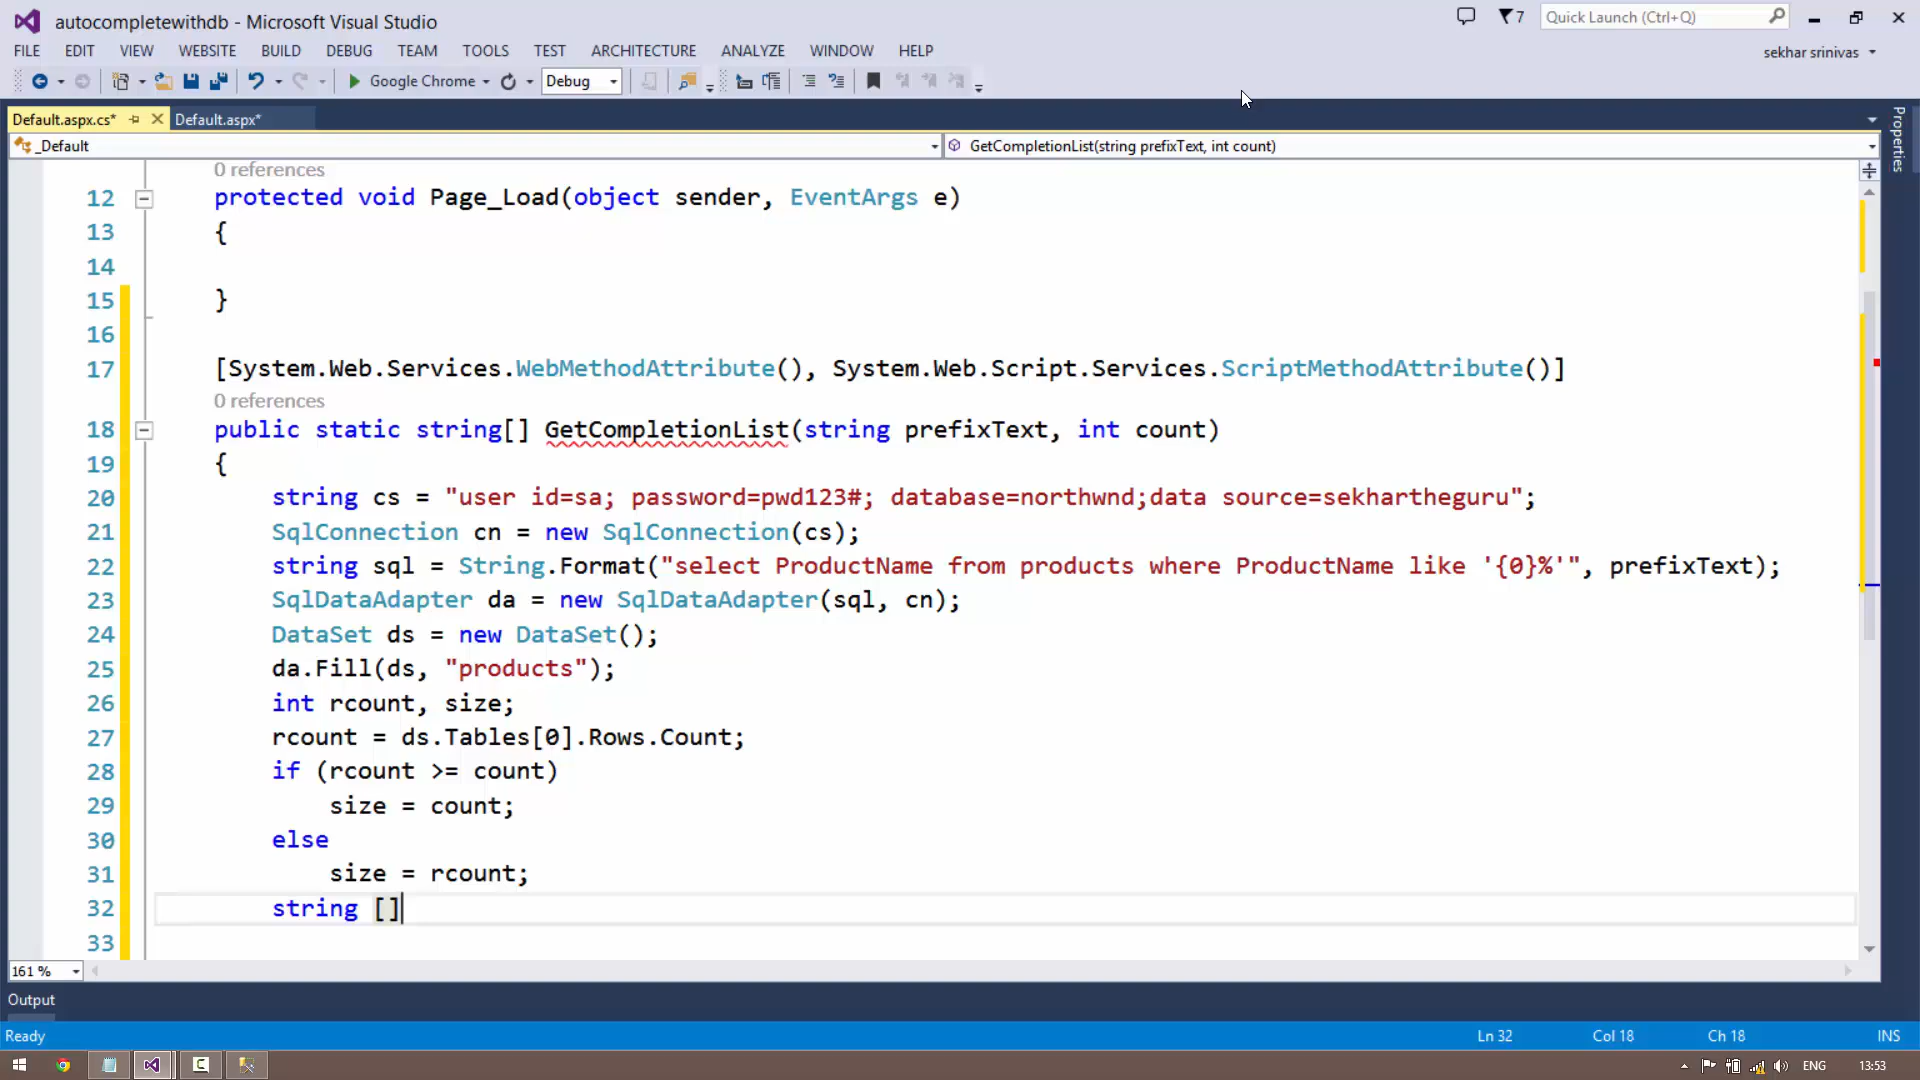 autocompletewithdb - Microsoft Visual Studio
7
Quick Launch (Ctrl+Q)
FILE EDIT VIEW WEBSITE BUILD DEBUG TEAM TOOLS TEST ARCHITECTURE ANALYZE WINDOW HELP
sekhar srinivas
Google Chrome
Debug
Default.aspx.cs*
Default.aspx*
Properties
_Default
GetCompletionList(string prefixText, int count)
0 references
12 protected void Page_Load(object sender, EventArgs e)
13 {
14
15 }
16
17 [System.Web.Services.WebMethodAttribute(), System.Web.Script.Services.ScriptMethodAttribute()]
0 references
18 public static string[] GetCompletionList(string prefixText, int count)
19 {
20 string cs = "user id=sa; password=pwd123#; database=northwnd;data source=sekhartheguru";
21 SqlConnection cn = new SqlConnection(cs);
22 string sql = String.Format("select ProductName from products where ProductName like '{0}%'", prefixText);
23 SqlDataAdapter da = new SqlDataAdapter(sql, cn);
24 DataSet ds = new DataSet();
25 da.Fill(ds, "products");
26 int rcount, size;
27 rcount = ds.Tables[0].Rows.Count;
28 if (rcount >= count)
29 size = count;
30 else
31 size = rcount;
32 string []
33
161 %
Output
Ready
Ln 32
Col 18
Ch 18
INS
ENG
13:53